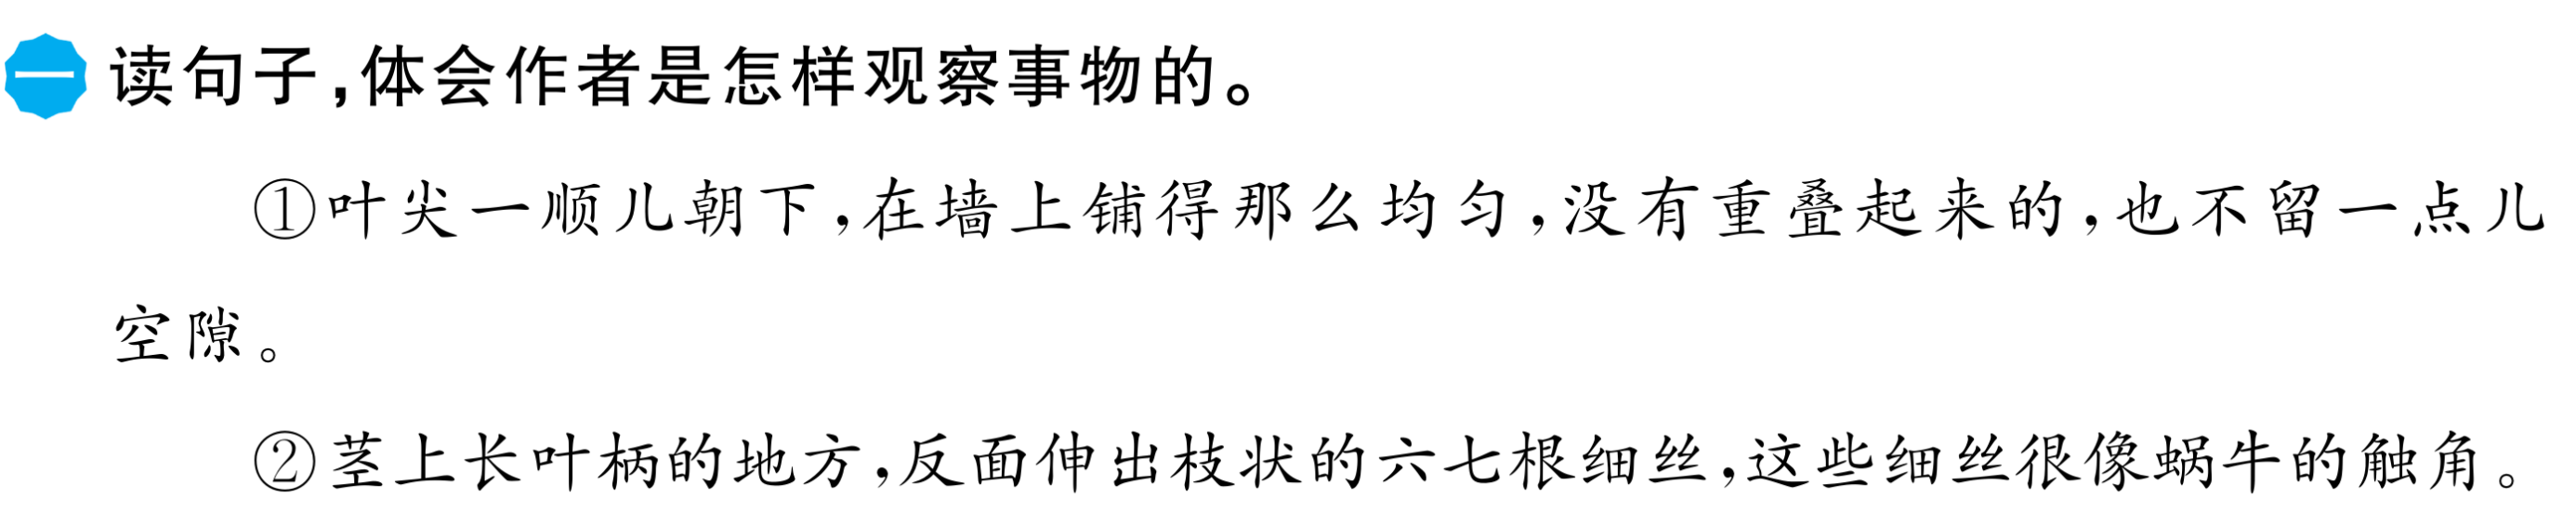 一 读句子,体会作者是怎样观察事物的。
①叶尖一顺儿朝下,在墙上铺得那么均匀,没有重叠起来的,也不留一点儿
空隙。
②茎上长叶柄的地方,反面伸出枝状的六七根细丝,这些细丝很像蜗牛的触角。